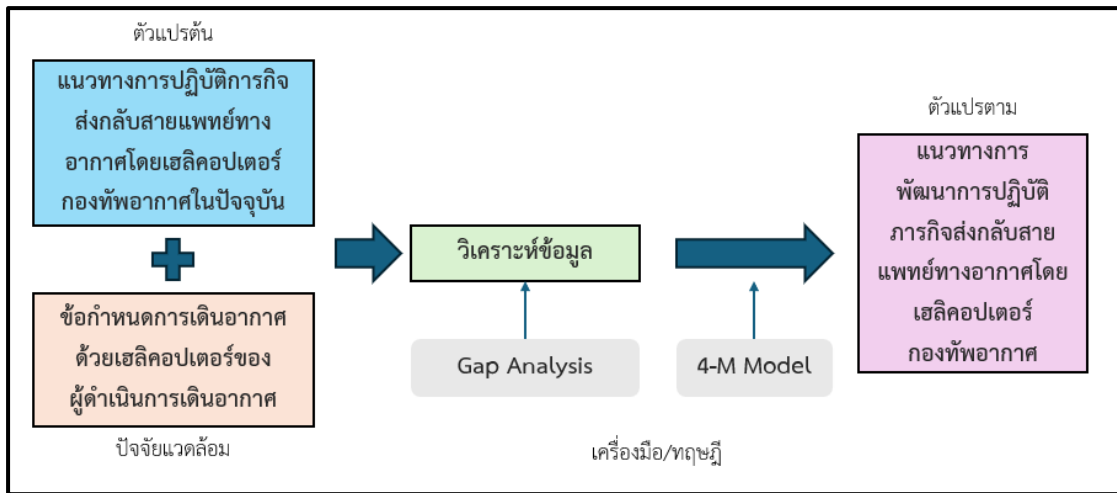 ตัวแปรต้น
แนวทางการปฏิบัติการกิจ
ส่งกลับสายแพทย์ทาง
อากาศโดยเฮลิคอปเตอร์
กองทัพอากาศในปัจจุบัน
ข้อกำหนดการเดินอากาศ
ด้วยเฮลิคอปเตอร์ของ
ผู้ดำเนินการเดินอากาศ
ปัจจัยแวดล้อม
วิเคราะห์ข้อมูล
Gap Analysis
4-M Model
เครื่องมือ/ทฤษฎี
ตัวแปรตาม
แนวทางการ
พัฒนาการปฏิบัติ
ภารกิจส่งกลับสาย
แพทย์ทางอากาศโดย
เฮลิคอปเตอร์
กองทัพอากาศ